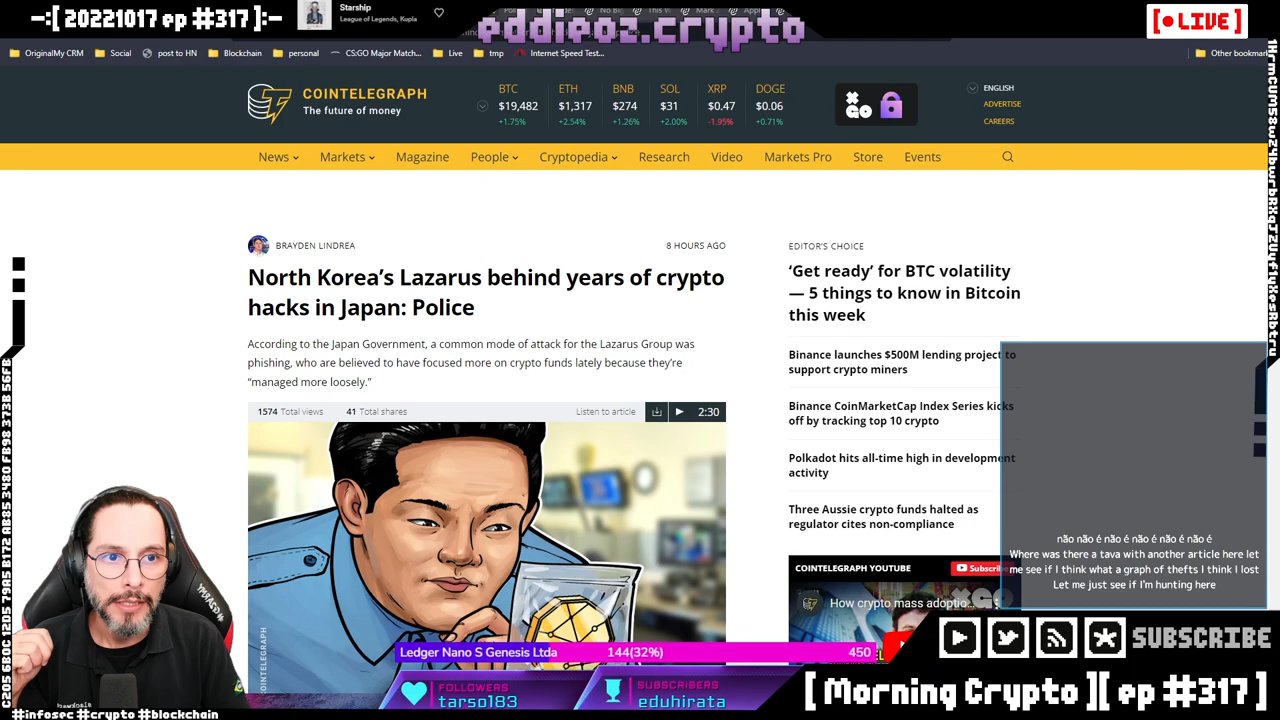 -:[ 20221017 ep #317 ]:-
Starship
League of Legends, Kupla
eddieoz.crypto
[ • LIVE ]
OriginalMy CRM
Social
post to HN
Blockchain
personal
CS:GO Major Match...
Live
tmp
Internet Speed Test...
Other bookmar
COINTELEGRAPH
The future of money
BTC
$19,482
+1.75%
ETH
$1,317
+2.54%
BNB
$274
+1.26%
SOL
$31
+2.00%
XRP
$0.47
-1.95%
DOGE
$0.06
+0.71%
ENGLISH
ADVERTISE
CAREERS
News
Markets
Magazine
People
Cryptopedia
Research
Video
Markets Pro
Store
Events
BRAYDEN LINDREA
8 HOURS AGO
North Korea's Lazarus behind years of crypto
hacks in Japan: Police
According to the Japan Government, a common mode of attack for the Lazarus Group was
phishing, who are believed to have focused more on crypto funds lately because they're
"managed more loosely."
1574 Total views
41 Total shares
Listen to article
2:30
COINTELEGRAPH
EDITOR'S CHOICE
'Get ready' for BTC volatility
— 5 things to know in Bitcoin
this week
Binance launches $500M lending project to
support crypto miners
Binance CoinMarketCap Index Series kicks
off by tracking top 10 crypto
Polkadot hits all-time high in development
activity
Three Aussie crypto funds halted as
regulator cites non-compliance
COINTELEGRAPH YOUTUBE
Subscribe
How crypto mass adoptio...
não não é não é não é não é não é
Where was there a tava with another article here let
me see if I think what a graph of thefts I think I lost
Let me just see if I'm hunting here
Ledger Nano S Genesis Ltda
144(32%)
450
FOLLOWERS
tarso183
SUBSCRIBERS
eduhirata
SUBSCRIBE
[ Morning Crypto ][ ep #317 ]
#infosec #crypto #blockchain